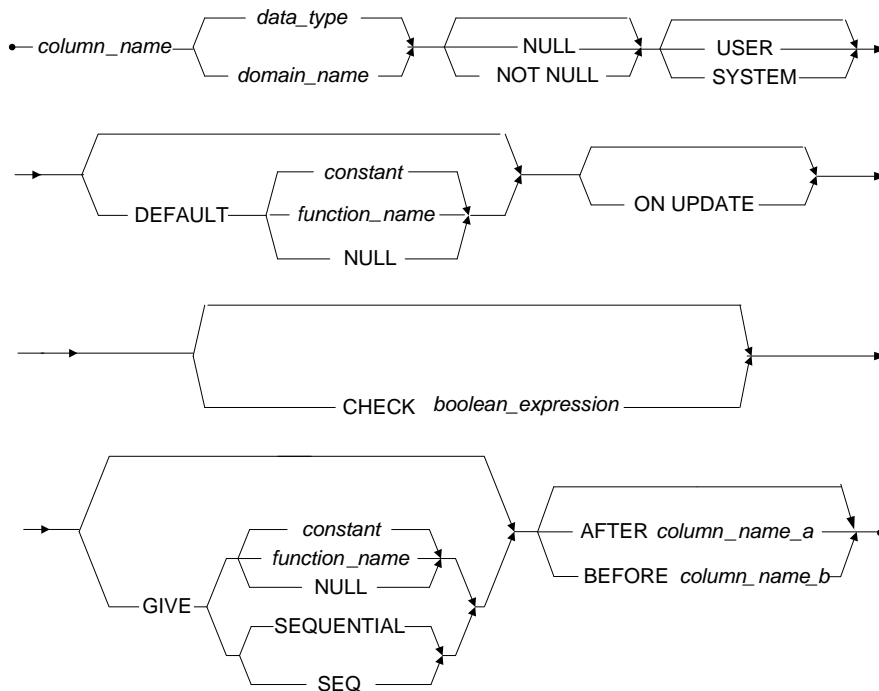 data_type
column_name
domain_name
NULL
NOT NULL
USER
SYSTEM
DEFAULT
constant
function_name
NULL
ON UPDATE
CHECK boolean_expression
GIVE
constant
function_name
NULL
SEQUENTIAL
SEQ
AFTER column_name_a
BEFORE column_name_b